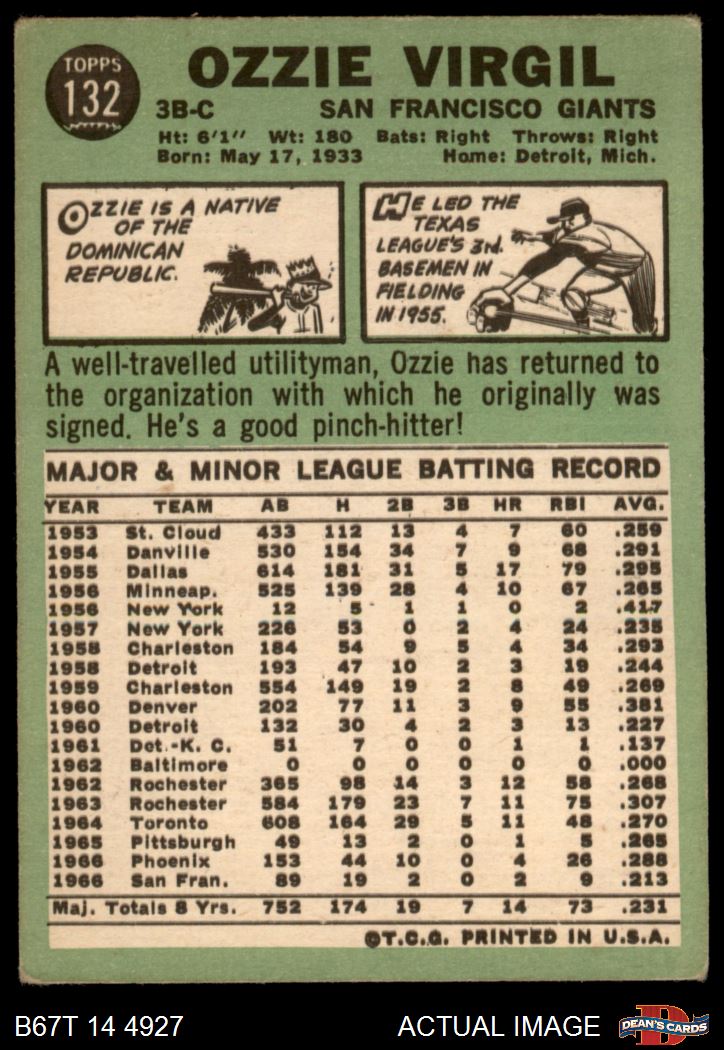 TOPPS
132
OZZIE VIRGIL
3B-C SAN FRANCISCO GIANTS
Ht: 6'1" Wt: 180 Bats: Right Throws: Right
Born: May 17, 1933 Home: Detroit, Mich.
OZZIE IS A NATIVE
OF THE
DOMINICAN
REPUBLIC.
HE LED THE
TEXAS
LEAGUE'S 3rd.
BASEMEN IN
FIELDING
IN 1955.
A well-travelled utilityman, Ozzie has returned to
the organization with which he originally was
signed. He's a good pinch-hitter!
MAJOR & MINOR LEAGUE BATTING RECORD
YEAR TEAM AB H 2B 3B HR RBI AVG.
1953 St. Cloud 433 112 13 4 7 60 .259
1954 Danville 530 154 34 7 9 68 .291
1955 Dallas 614 181 31 5 17 79 .295
1956 Minneap. 525 139 28 4 10 67 .265
1956 New York 12 5 1 1 0 2 .417
1957 New York 226 53 0 2 4 24 .235
1958 Charleston 184 54 9 5 4 34 .293
1958 Detroit 193 47 10 2 3 19 .244
1959 Charleston 554 149 19 2 8 49 .269
1960 Denver 202 77 11 3 9 55 .381
1960 Detroit 132 30 4 2 3 13 .227
1961 Det.-K. C. 51 7 0 0 1 1 .137
1962 Baltimore 0 0 0 0 0 0 .000
1962 Rochester 365 98 14 3 12 58 .268
1963 Rochester 584 179 23 7 11 75 .307
1964 Toronto 608 164 29 5 11 48 .270
1965 Pittsburgh 49 13 2 0 1 5 .265
1966 Phoenix 153 44 10 0 4 26 .288
1966 San Fran. 89 19 2 0 2 9 .213
Maj. Totals 8 Yrs. 752 174 19 7 14 73 .231
©T.C.G. PRINTED IN U.S.A.
B67T 14 4927 ACTUAL IMAGE
D
DEAN'S CARDS